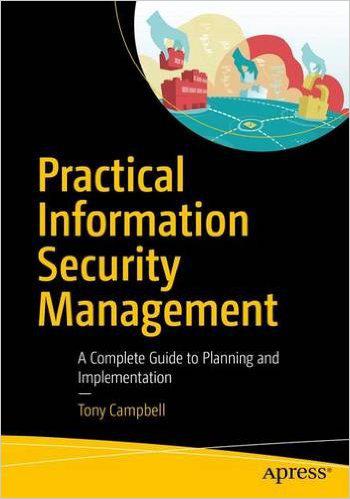 Practical
Information
Security
Management
A Complete Guide to Planning and
Implementation
—
Tony Campbell
Apress®